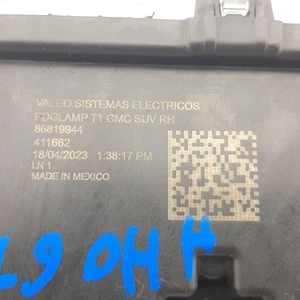 VALEO SISTEMAS ELECTRICOS
FOGLAMP T1 GMC SUV RH
86819944
411662
18/04/2023 1:38:17 PM
LN 1
MADE IN MEXICO